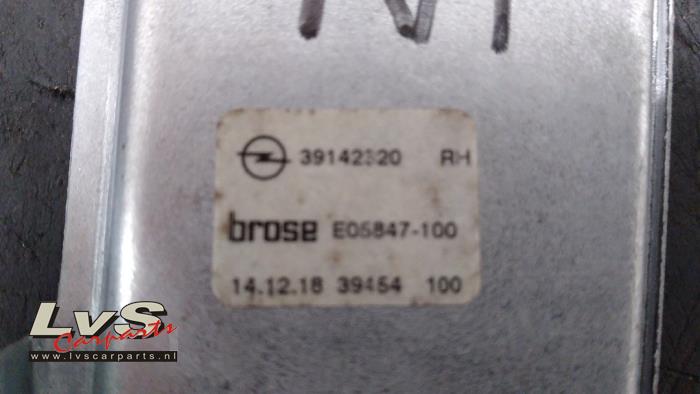 39142320 RH
brose E05847-100
14.12.18 39454 100
LvS
Carparts
www.lvscarparts.nl